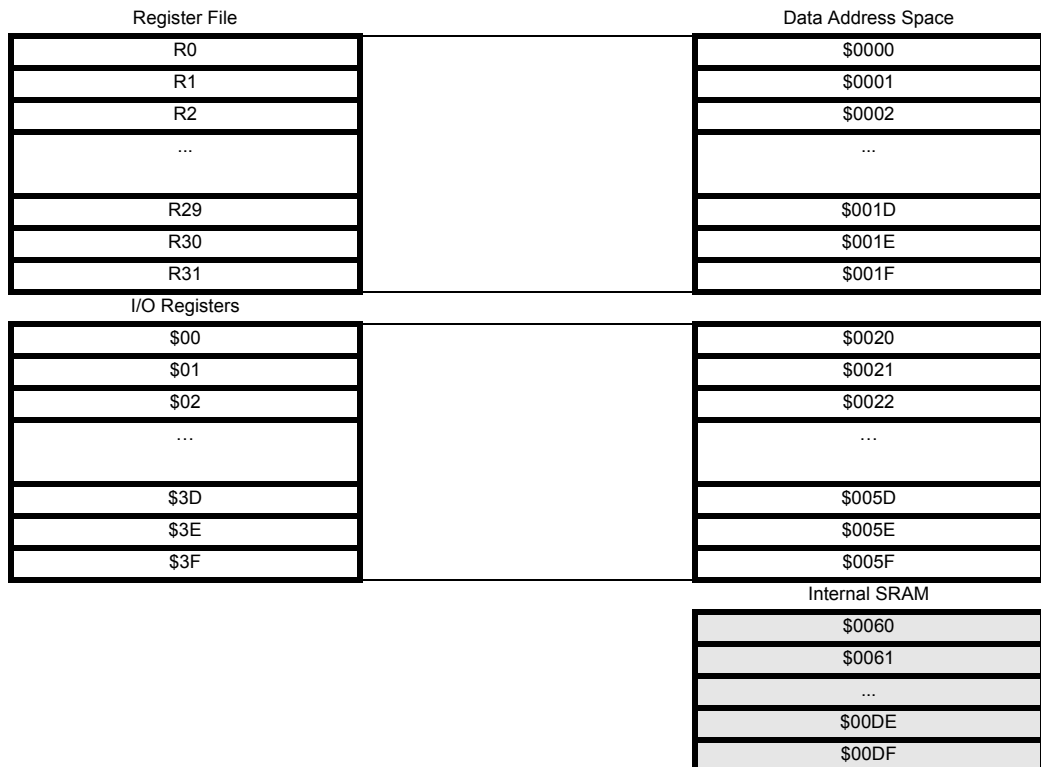 Register File Data Address Space
R0 $0000
R1 $0001
R2 $0002
... ...
R29 $001D
R30 $001E
R31 $001F
I/O Registers
$00 $0020
$01 $0021
$02 $0022
… …
$3D $005D
$3E $005E
$3F $005F
Internal SRAM
$0060
$0061
...
$00DE
$00DF